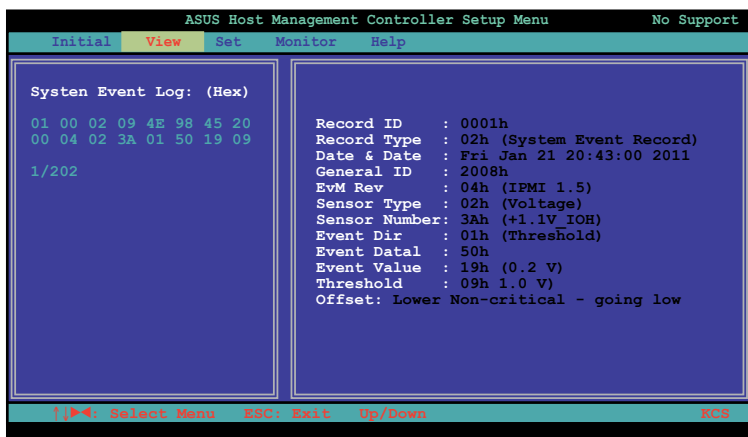 ASUS Host Management Controller Setup Menu No Support
Initial View Set Monitor Help
Systen Event Log: (Hex)
01 00 02 09 4E 98 45 20
00 04 02 3A 01 50 19 09
1/202
Record ID : 0001h
Record Type : 02h (System Event Record)
Date & Date : Fri Jan 21 20:43:00 2011
General ID : 2008h
EvM Rev : 04h (IPMI 1.5)
Sensor Type : 02h (Voltage)
Sensor Number: 3Ah (+1.1V_IOH)
Event Dir : 01h (Threshold)
Event Datal : 50h
Event Value : 19h (0.2 V)
Threshold : 09h 1.0 V)
Offset: Lower Non-critical - going low
↑↓►◄: Select Menu ESC: Exit Up/Down KCS